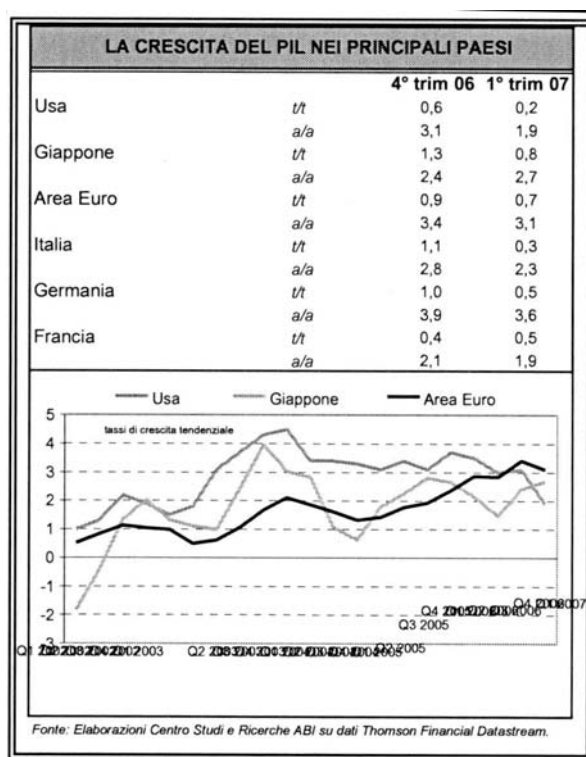 LA CRESCITA DEL PIL NEI PRINCIPALI PAESI
4° trim 06 1° trim 07
Usa t/t 0,6 0,2
a/a 3,1 1,9
Giappone t/t 1,3 0,8
a/a 2,4 2,7
Area Euro t/t 0,9 0,7
a/a 3,4 3,1
Italia t/t 1,1 0,3
a/a 2,8 2,3
Germania t/t 1,0 0,5
a/a 3,9 3,6
Francia t/t 0,4 0,5
a/a 2,1 1,9
Usa Giappone Area Euro
tassi di crescita tendenziale
5
4
3
2
1
0
-1
-2
-3
Q3 2005
Q2 2005
Fonte: Elaborazioni Centro Studi e Ricerche ABI su dati Thomson Financial Datastream.